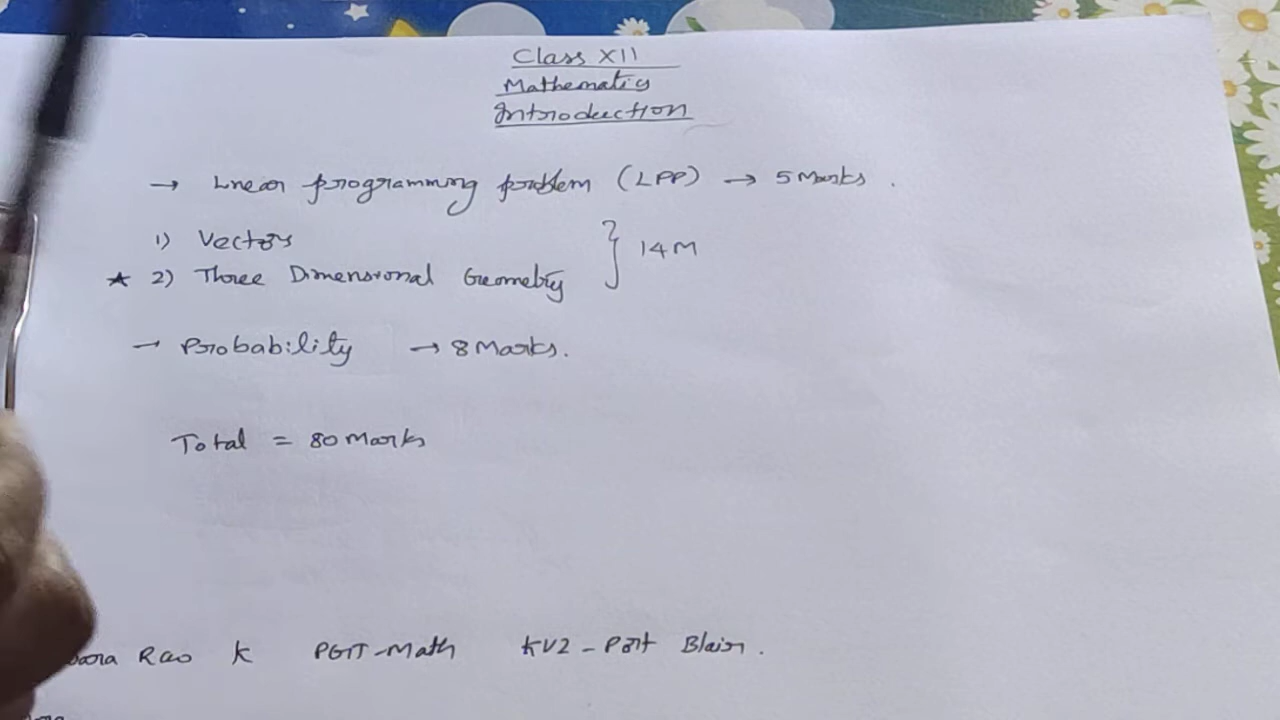 Class XII
Mathematics
Introduction
→ Linear programming problem (LPP) → 5 Marks .
1) Vectors
★ 2) Three Dimensional Geometry } 14 M
→ Probability → 8 Marks.
Total = 80 Marks
Rao K PGT-Math KV2 - Port Blair .